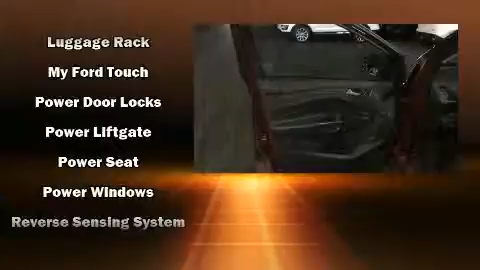 Luggage Rack
My Ford Touch
Power Door Locks
Power Liftgate
Power Seat
Power Windows
Reverse Sensing System